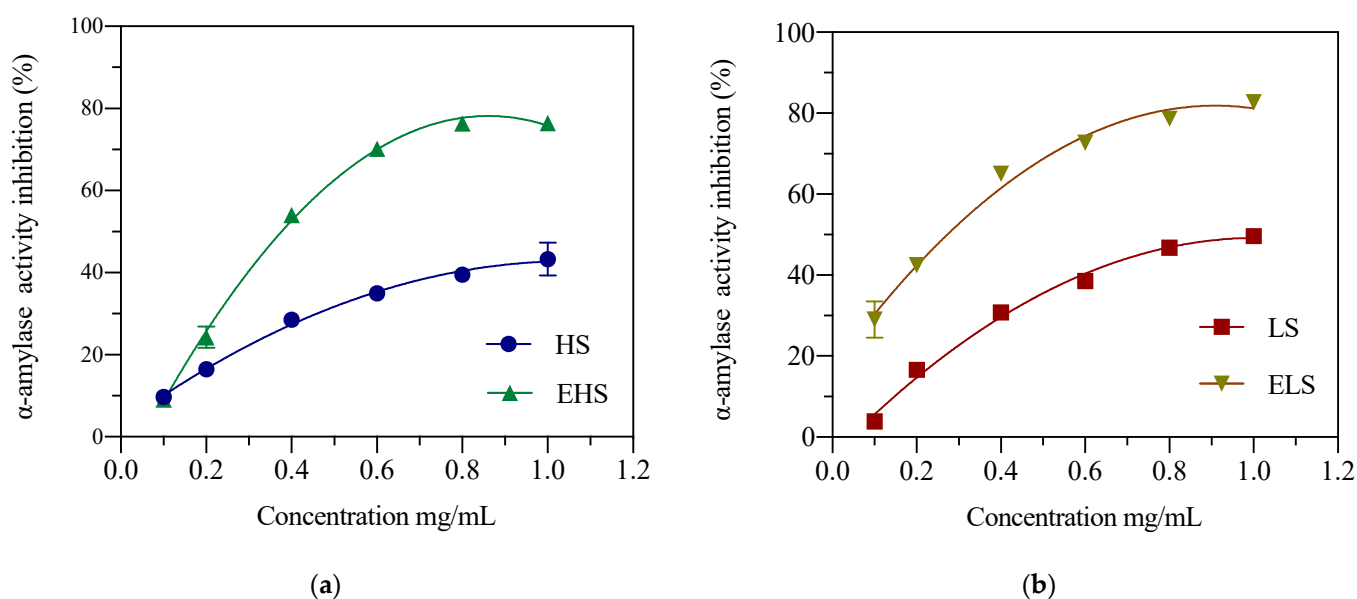 α-amylase activity inhibition (%)
100
80
60
40
20
0
0.0 0.2 0.4 0.6 0.8 1.0 1.2
Concentration mg/mL
HS
EHS
(a)
α-amylase activity inhibition (%)
100
80
60
40
20
0
0.0 0.2 0.4 0.6 0.8 1.0 1.2
Concentration mg/mL
LS
ELS
(b)